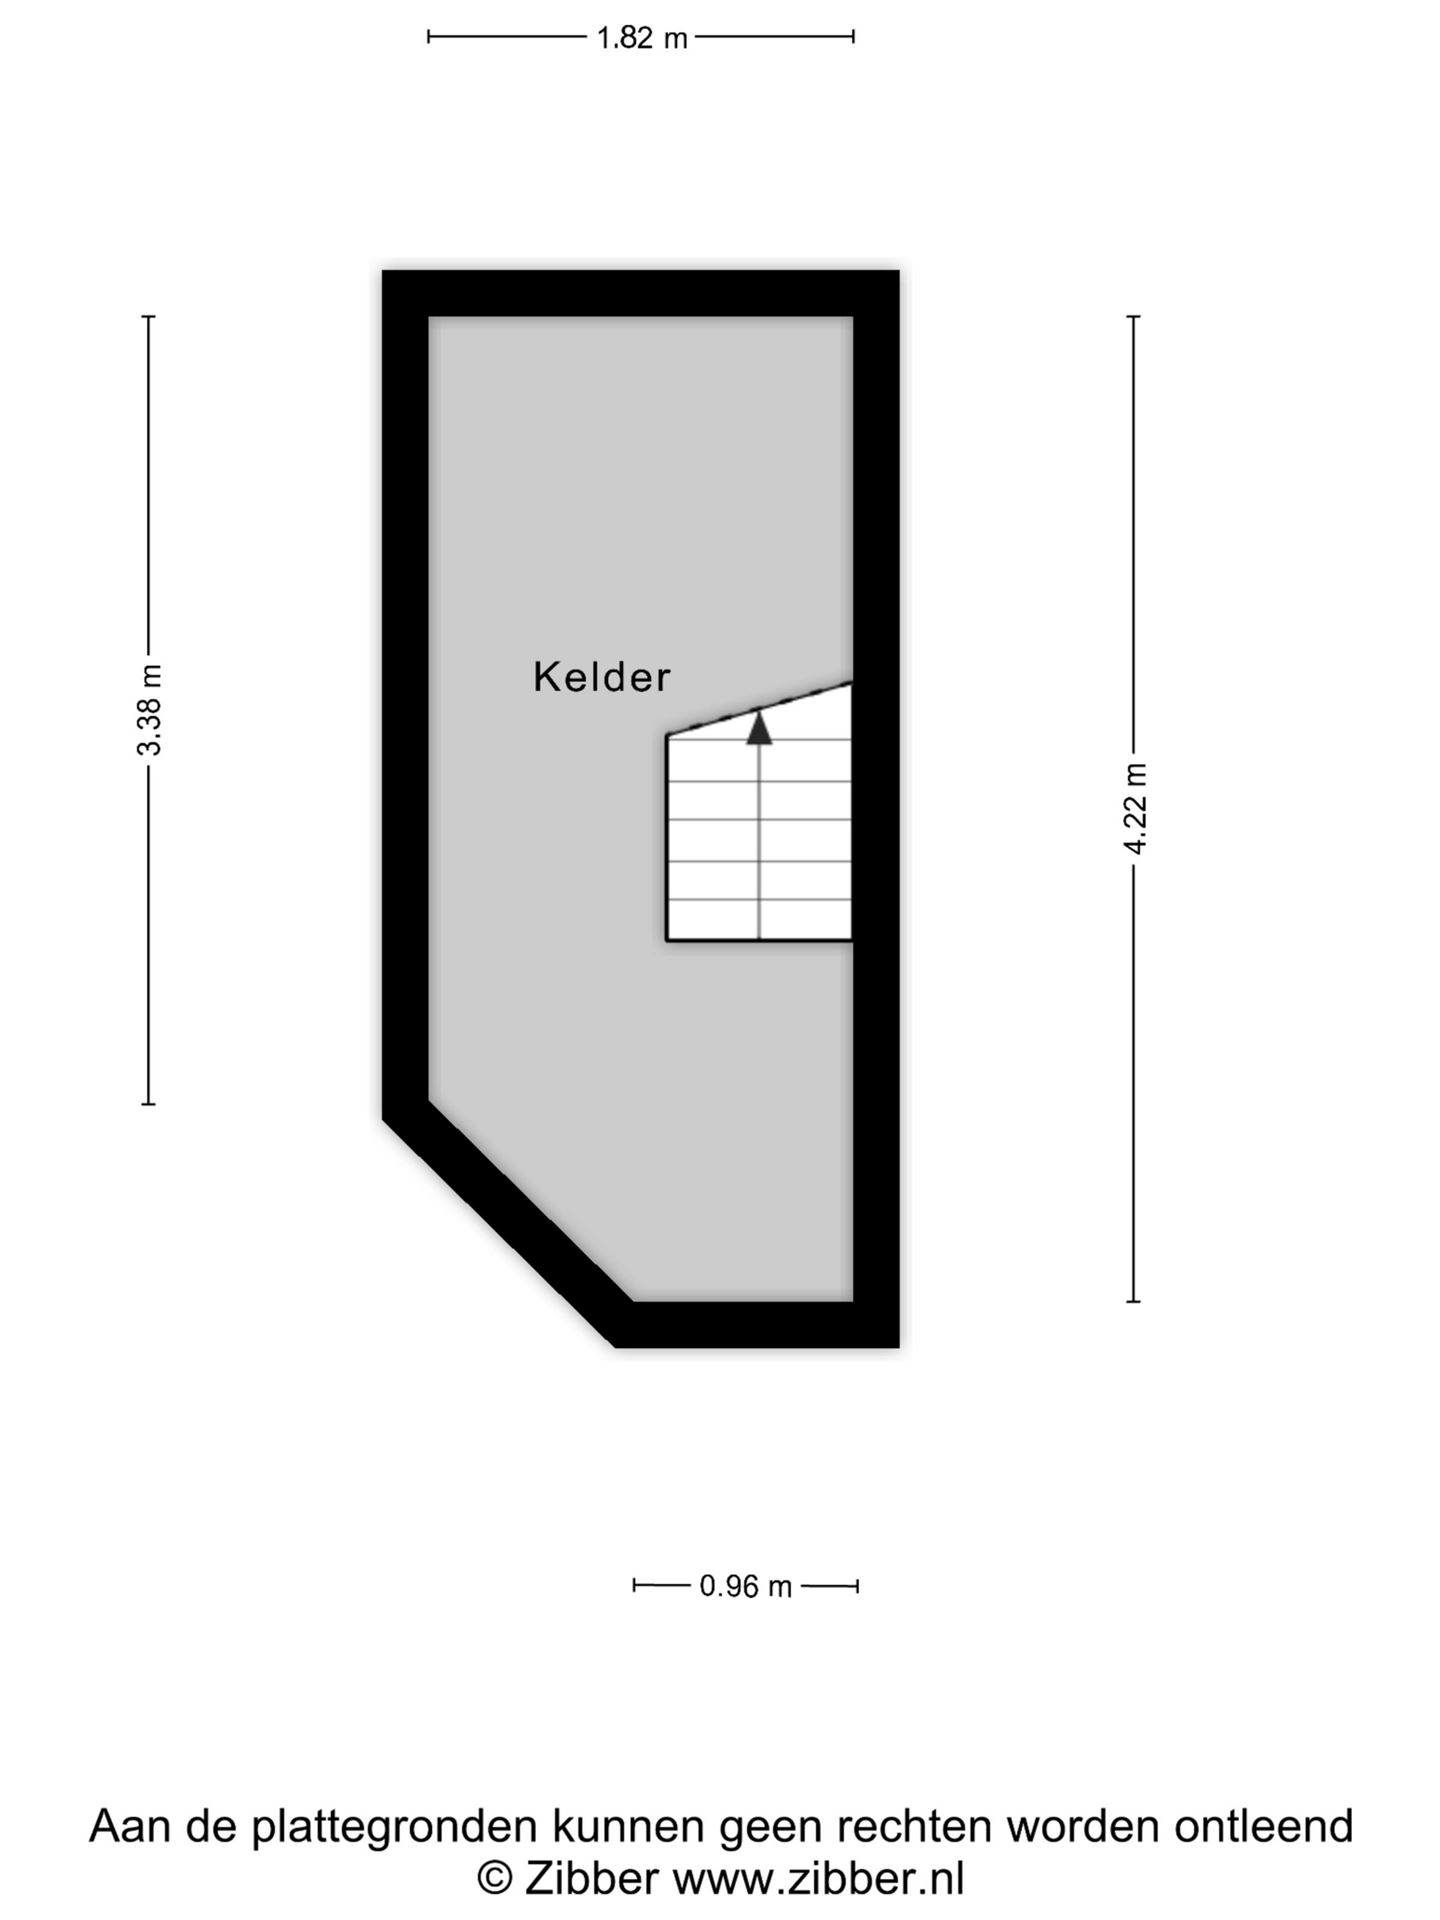 1.82 m
Kelder
3.38 m
4.22 m
0.96 m
Aan de plattegronden kunnen geen rechten worden ontleend
© Zibber www.zibber.nl